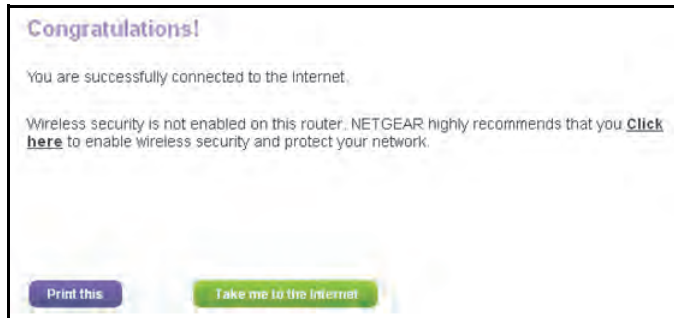 Congratulations!
You are successfully connected to the Internet.
Wireless security is not enabled on this router. NETGEAR highly recommends that you Click
here to enable wireless security and protect your network.
Print this
Take me to the Internet